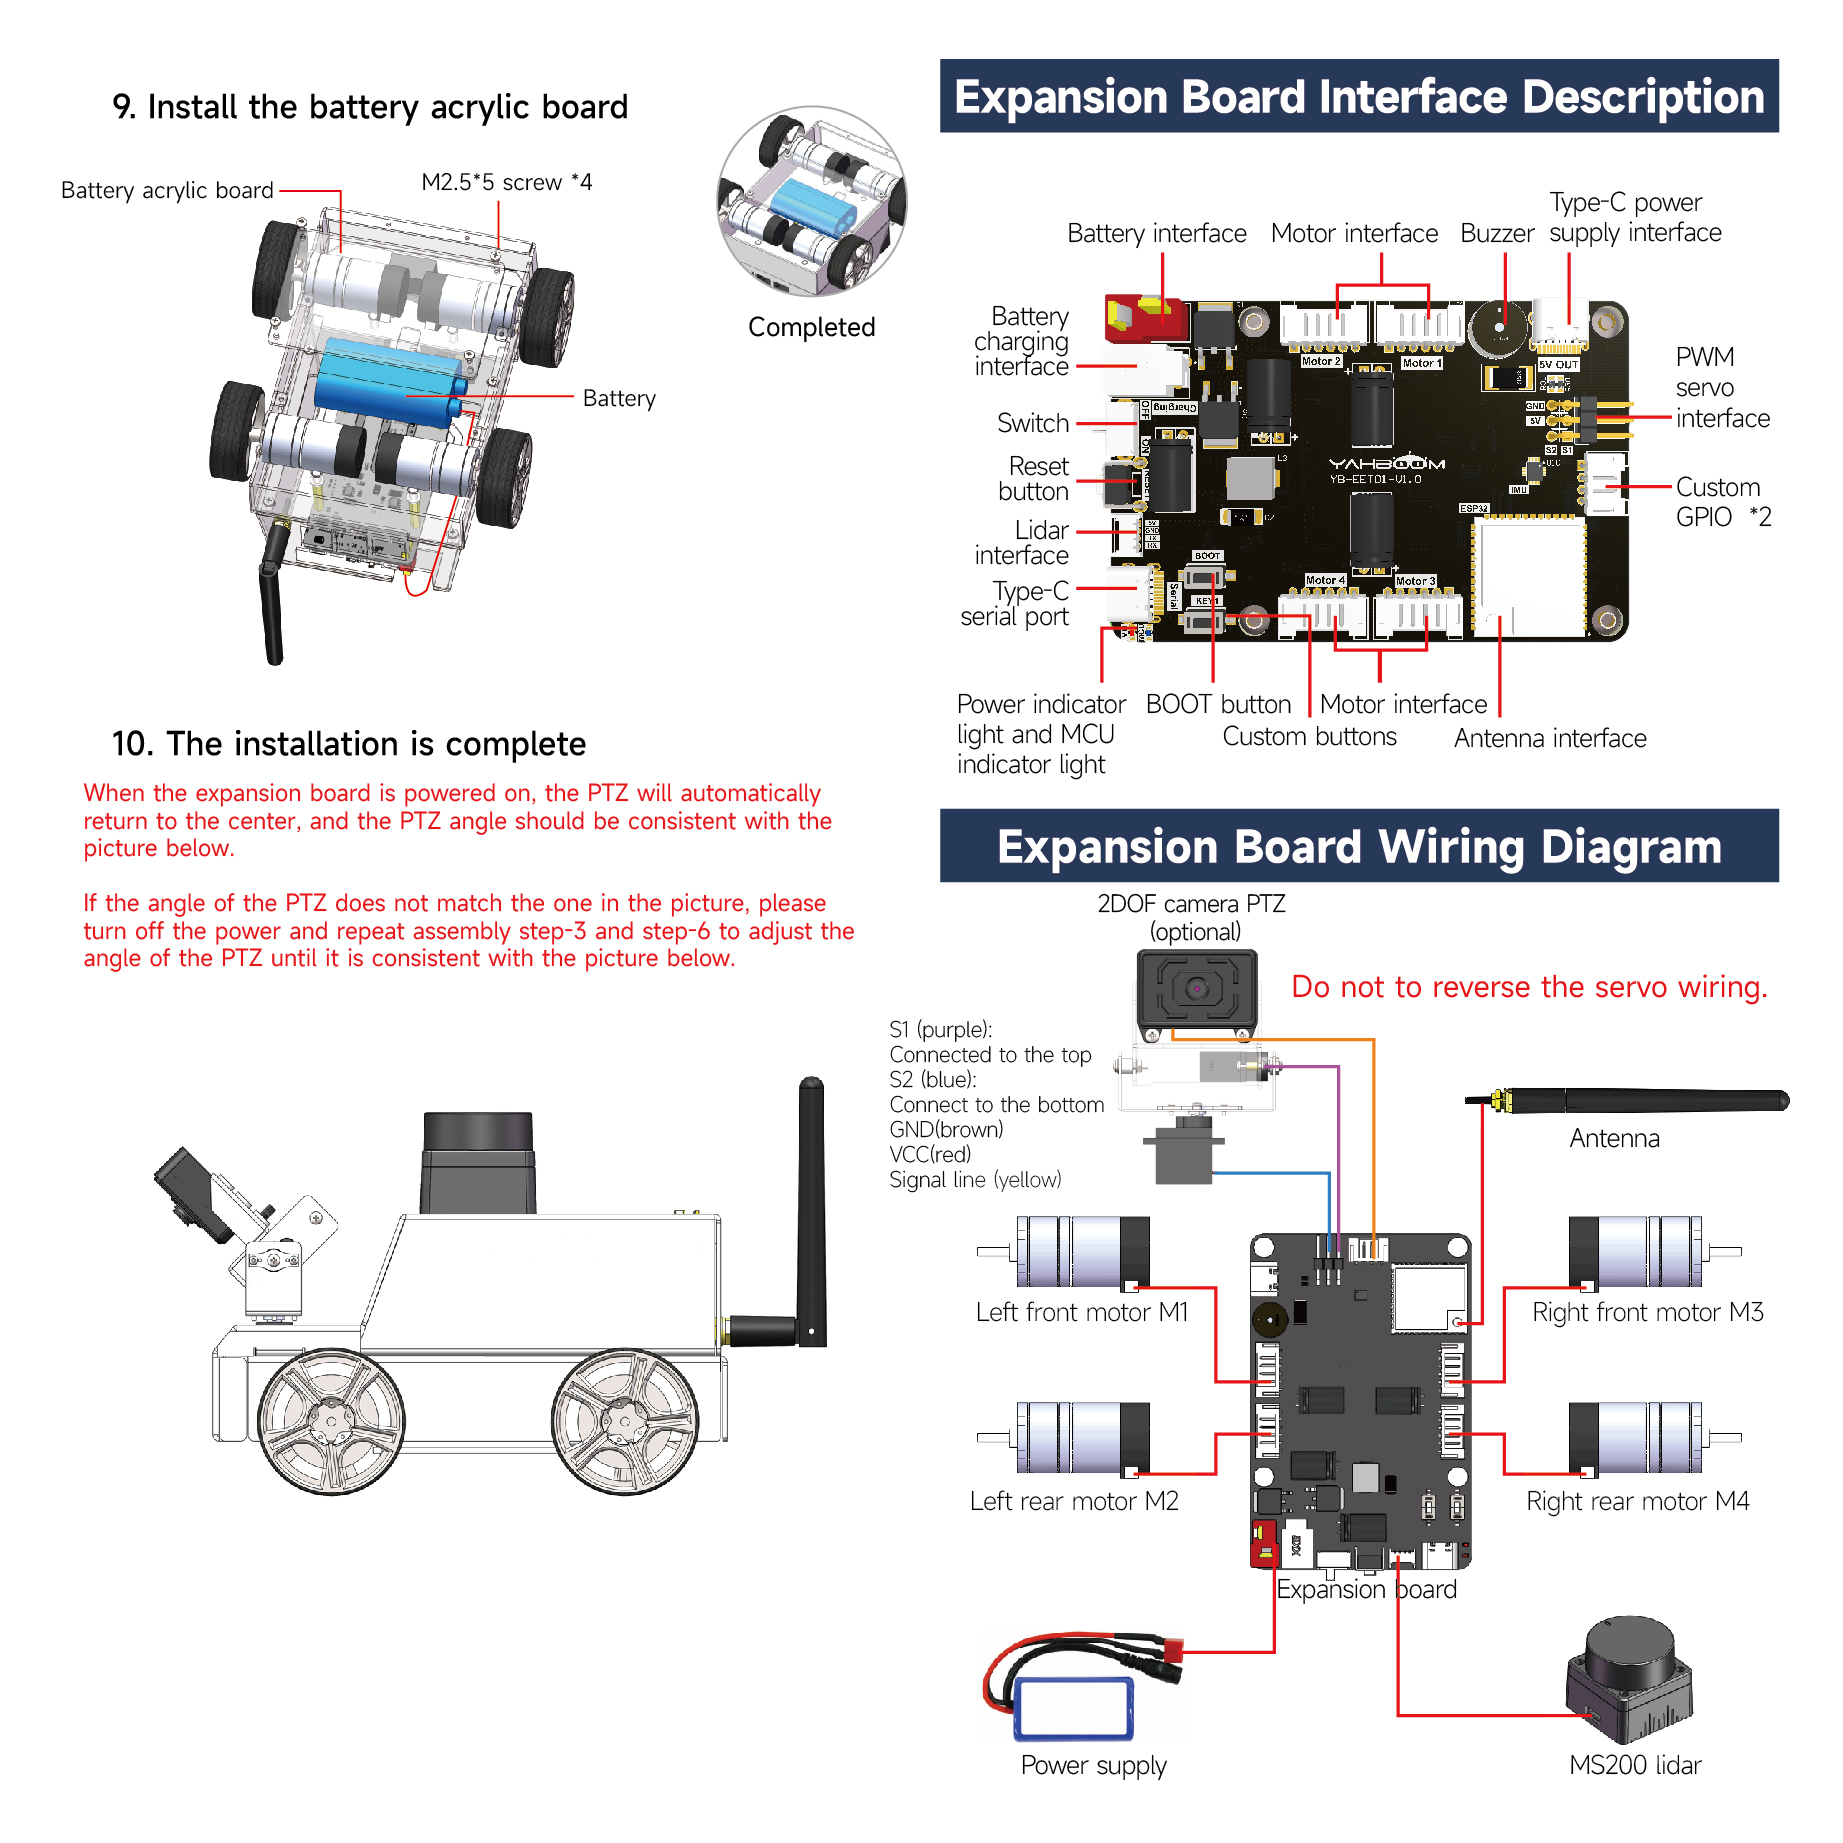 9. Install the battery acrylic board
Battery acrylic board
M2.5*5 screw *4
Battery
Completed
10. The installation is complete
When the expansion board is powered on, the PTZ will automatically
return to the center, and the PTZ angle should be consistent with the
picture below.
If the angle of the PTZ does not match the one in the picture, please
turn off the power and repeat assembly step-3 and step-6 to adjust the
angle of the PTZ until it is consistent with the picture below.
Expansion Board Interface Description
Battery interface
Motor interface
Buzzer
Type-C power
supply interface
Battery
charging
interface
Switch
Reset
button
Lidar
interface
Type-C
serial port
PWM
servo
interface
Custom
GPIO *2
Motor 2
Motor 1
5V OUT
GND
5V
S2 S1
Charging
OFF
ON
RESET
YAHBOOM
YB-EET01-V1.0
IMU
ESP32
5V
GND
TX
RX
BOOT
Serial
KEY1
Motor 4
Motor 3
Power indicator
light and MCU
indicator light
BOOT button
Custom buttons
Motor interface
Antenna interface
Expansion Board Wiring Diagram
2DOF camera PTZ
(optional)
Do not to reverse the servo wiring.
S1 (purple):
Connected to the top
S2 (blue):
Connect to the bottom
GND(brown)
VCC(red)
Signal line (yellow)
Antenna
Left front motor M1
Right front motor M3
Left rear motor M2
Right rear motor M4
Expansion board
Power supply
MS200 lidar